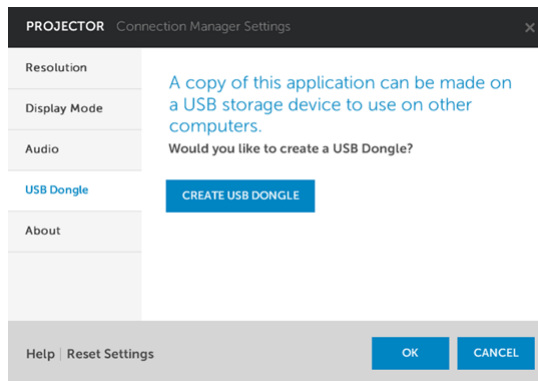 PROJECTOR Connection Manager Settings
Resolution
Display Mode
Audio
USB Dongle
About
A copy of this application can be made on
a USB storage device to use on other
computers.
Would you like to create a USB Dongle?
CREATE USB DONGLE
Help | Reset Settings
OK
CANCEL